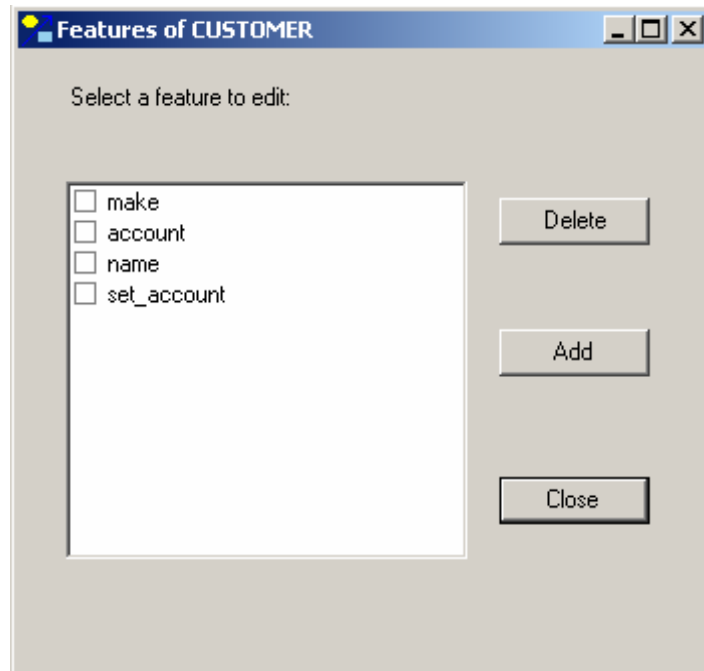 Features of CUSTOMER
Select a feature to edit:
make
account
name
set_account
Delete
Add
Close